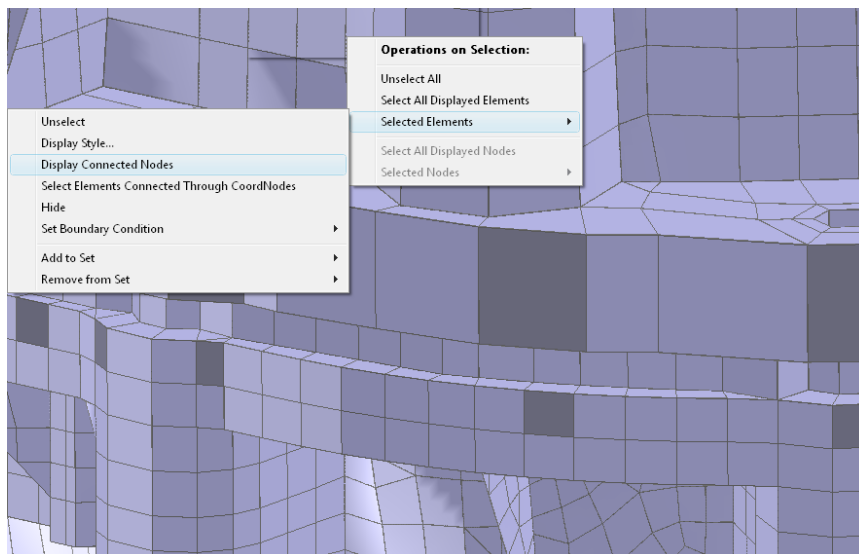 Operations on Selection:
Unselect All
Select All Displayed Elements
Selected Elements
Select All Displayed Nodes
Selected Nodes
Unselect
Display Style...
Display Connected Nodes
Select Elements Connected Through CoordNodes
Hide
Set Boundary Condition
Add to Set
Remove from Set